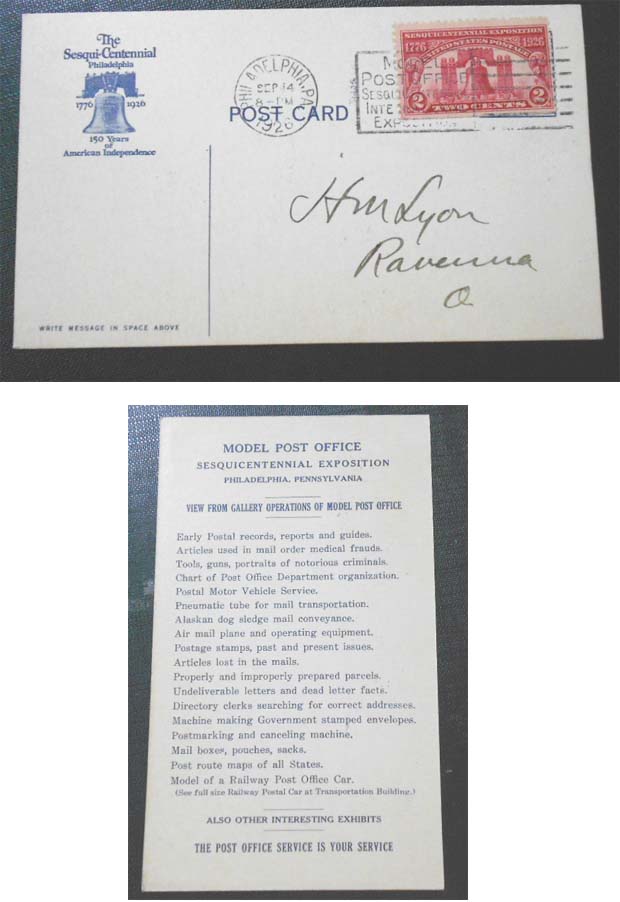 The
Sesqui-Centennial
Philadelphia
1776 1926
150 Years
of
American Independence
PHILADELPHIA, PA.
SEP 14
8-PM
1926
MODEL
POST OFFICE
SESQUI
INTE
EXPOSITION
SESQUICENTENNIAL EXPOSITION
1776 UNITED STATES POSTAGE 1926
2 TWO CENTS 2
POST CARD
H M Lyon
Ravenna
O
WRITE MESSAGE IN SPACE ABOVE
MODEL POST OFFICE
SESQUICENTENNIAL EXPOSITION
PHILADELPHIA, PENNSYLVANIA
VIEW FROM GALLERY OPERATIONS OF MODEL POST OFFICE
Early Postal records, reports and guides.
Articles used in mail order medical frauds.
Tools, guns, portraits of notorious criminals.
Chart of Post Office Department organization.
Postal Motor Vehicle Service.
Pneumatic tube for mail transportation.
Alaskan dog sledge mail conveyance.
Air mail plane and operating equipment.
Postage stamps, past and present issues.
Articles lost in the mails.
Properly and improperly prepared parcels.
Undeliverable letters and dead letter facts.
Directory clerks searching for correct addresses.
Machine making Government stamped envelopes.
Postmarking and canceling machine.
Mail boxes, pouches, sacks.
Post route maps of all States.
Model of a Railway Post Office Car.
(See full size Railway Postal Car at Transportation Building.)
ALSO OTHER INTERESTING EXHIBITS
THE POST OFFICE SERVICE IS YOUR SERVICE